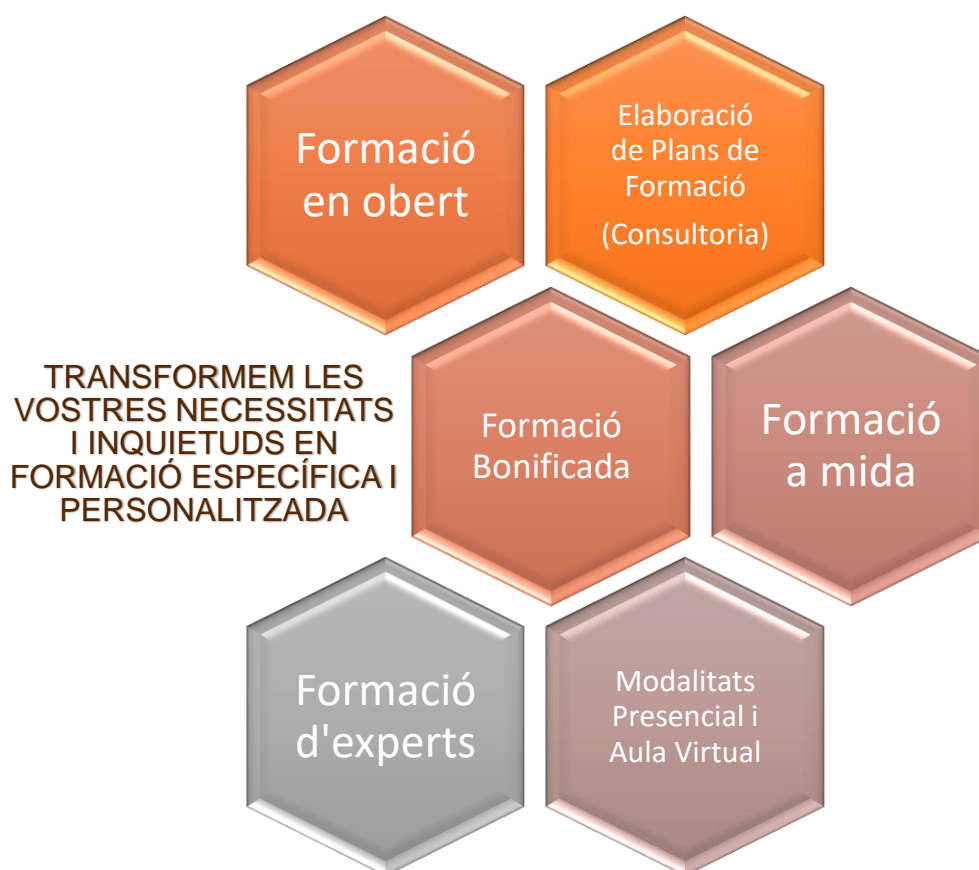 Formació
en obert
Elaboració
de Plans de
Formació
(Consultoria)
TRANSFORMEM LES
VOSTRES NECESSITATS
I INQUIETUDS EN
FORMACIÓ ESPECÍFICA I
PERSONALITZADA
Formació
Bonificada
Formació
a mida
Formació
d'experts
Modalitats
Presencial i
Aula Virtual